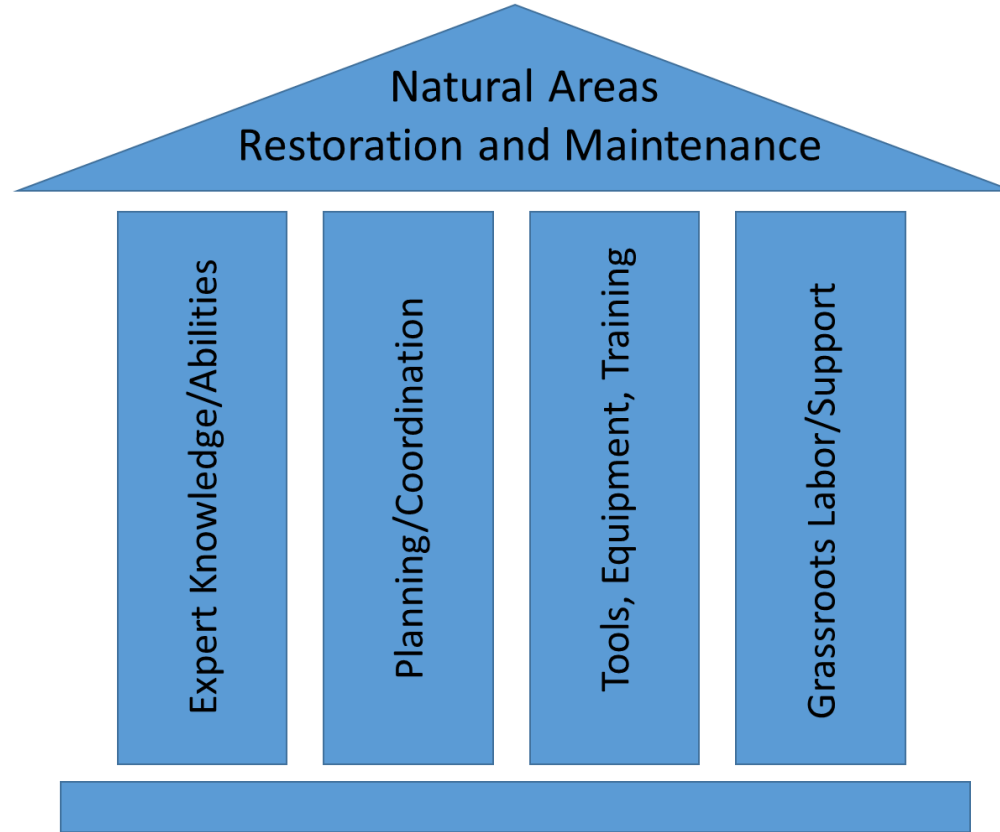 Natural Areas
Restoration and Maintenance
Expert Knowledge/Abilities
Planning/Coordination
Tools, Equipment, Training
Grassroots Labor/Support